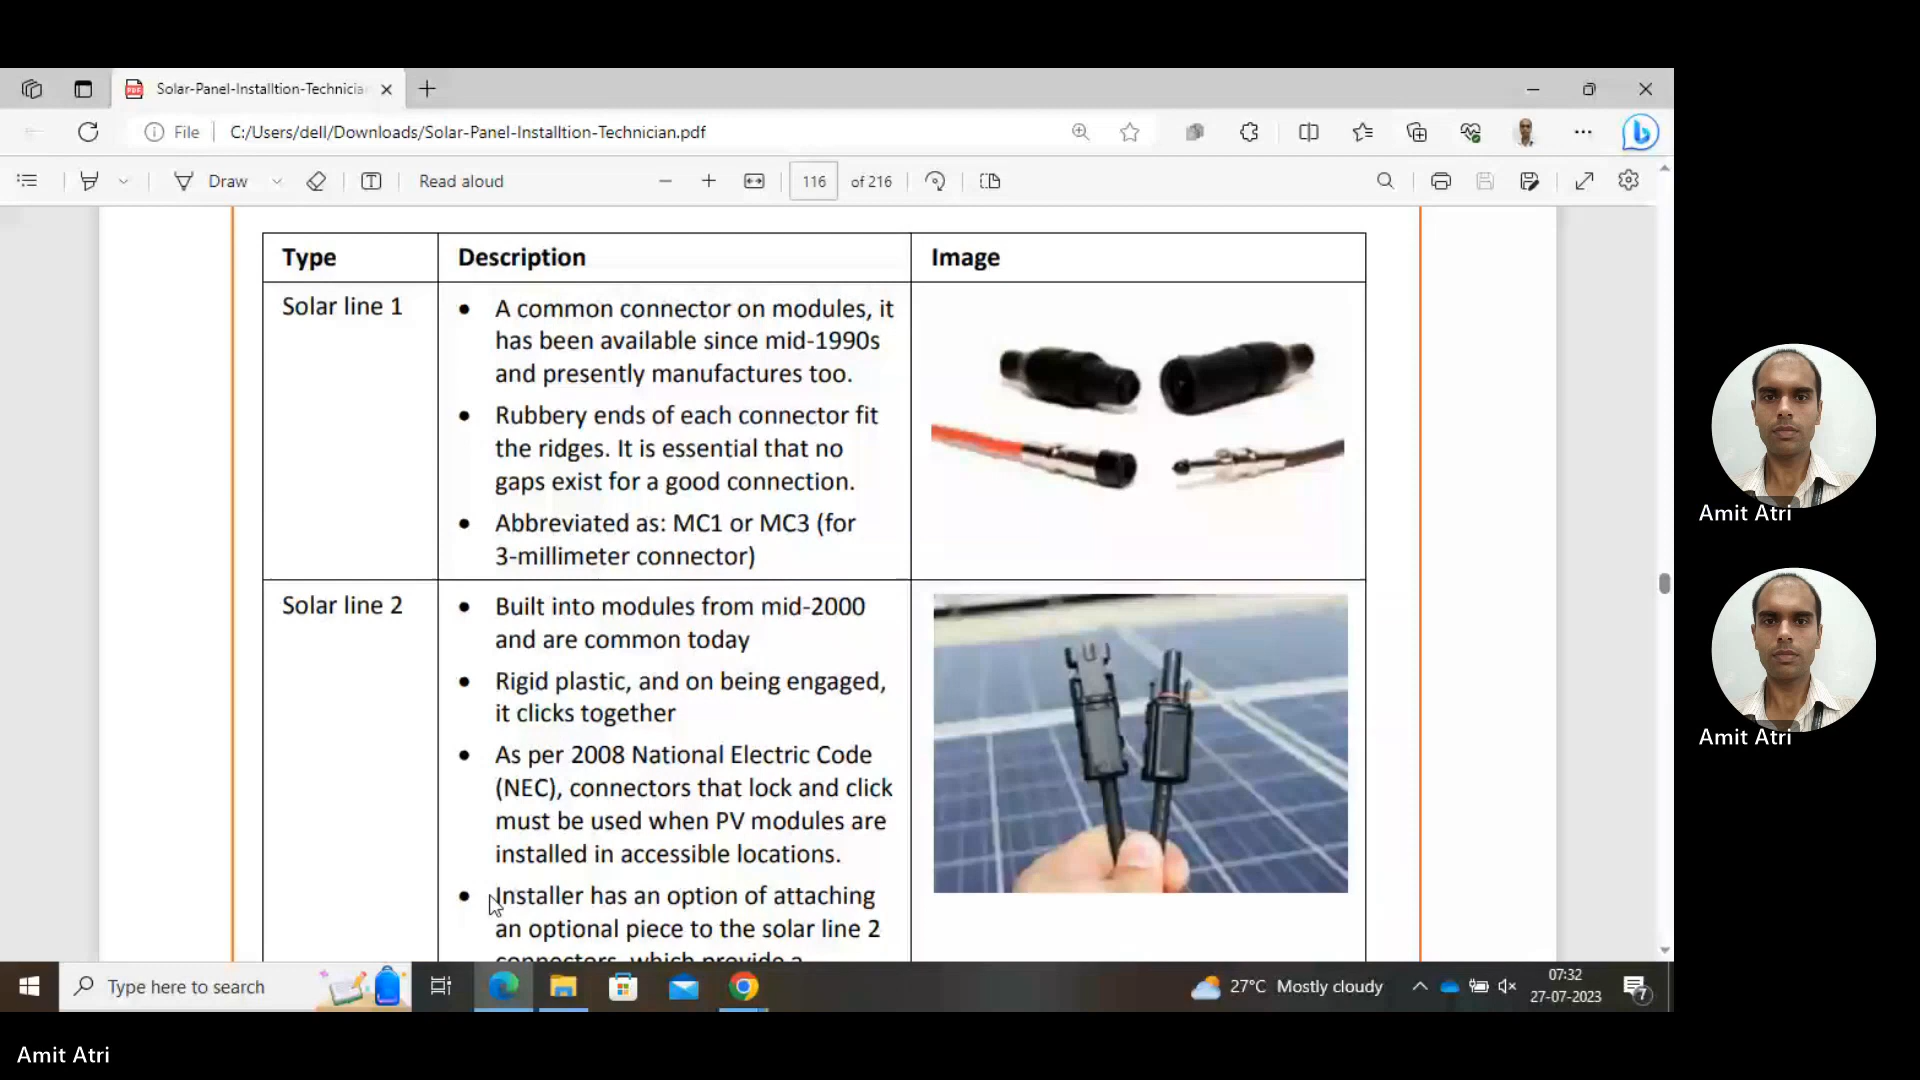 Solar-Panel-Installtion-Technicia
File
C:/Users/dell/Downloads/Solar-Panel-Installtion-Technician.pdf
Draw
Read aloud
116 of 216
Type
Description
Image
Solar line 1
• A common connector on modules, it
has been available since mid-1990s
and presently manufactures too.
• Rubbery ends of each connector fit
the ridges. It is essential that no
gaps exist for a good connection.
• Abbreviated as: MC1 or MC3 (for
3-millimeter connector)
Solar line 2
• Built into modules from mid-2000
and are common today
• Rigid plastic, and on being engaged,
it clicks together
• As per 2008 National Electric Code
(NEC), connectors that lock and click
must be used when PV modules are
installed in accessible locations.
• Installer has an option of attaching
an optional piece to the solar line 2
connectors, which provide a
Amit Atri
Amit Atri
Type here to search
27°C Mostly cloudy
07:32
27-07-2023
7
Amit Atri